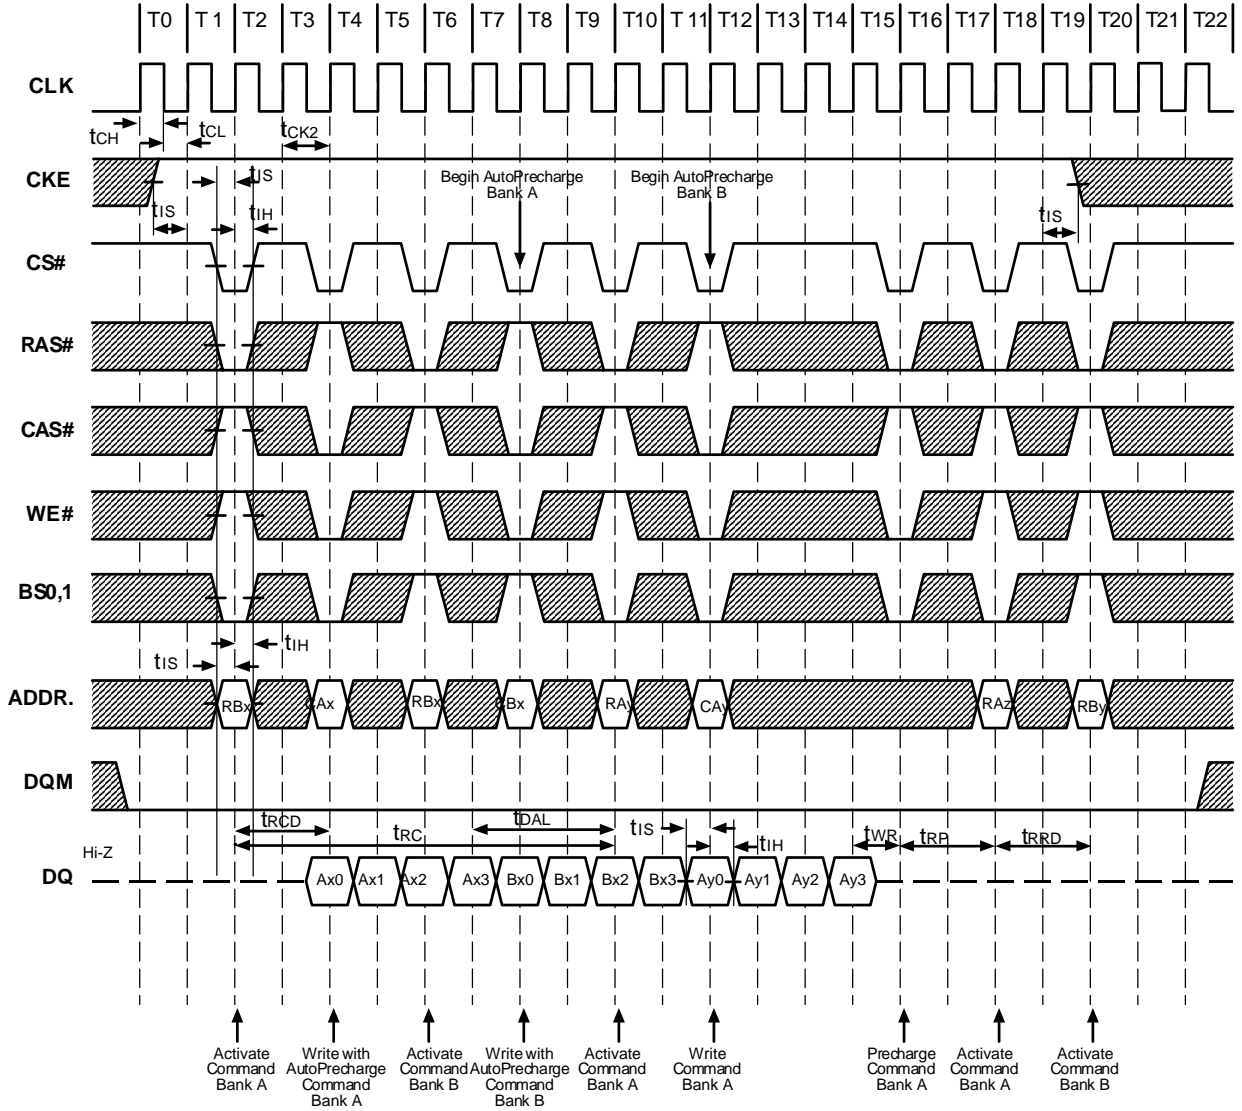 T0 T 1 T2 T3 T4 T5 T6 T7 T8 T9 T10 T 11 T12 T13 T14 T15 T16 T17 T18 T19 T20 T21 T22
CLK
tCH tCL tCK2
CKE
tIS
Begin AutoPrecharge
Bank A
Begin AutoPrecharge
Bank B
tIS tIH tIS
CS#
RAS#
CAS#
WE#
BS0,1
tIH
tIS
ADDR.
RBx CAx RBx CBx RAy CAy RAz RBy
DQM
tRCD tRC tDAL tIS tIH tWR tRP tRRD
Hi-Z
DQ
Ax0 Ax1 Ax2 Ax3 Bx0 Bx1 Bx2 Bx3 Ay0 Ay1 Ay2 Ay3
Activate
Command
Bank A
Write with
AutoPrecharge
Command
Bank A
Activate
Command
Bank B
Write with
AutoPrecharge
Command
Bank B
Activate
Command
Bank A
Write
Command
Bank A
Precharge
Command
Bank A
Activate
Command
Bank A
Activate
Command
Bank B